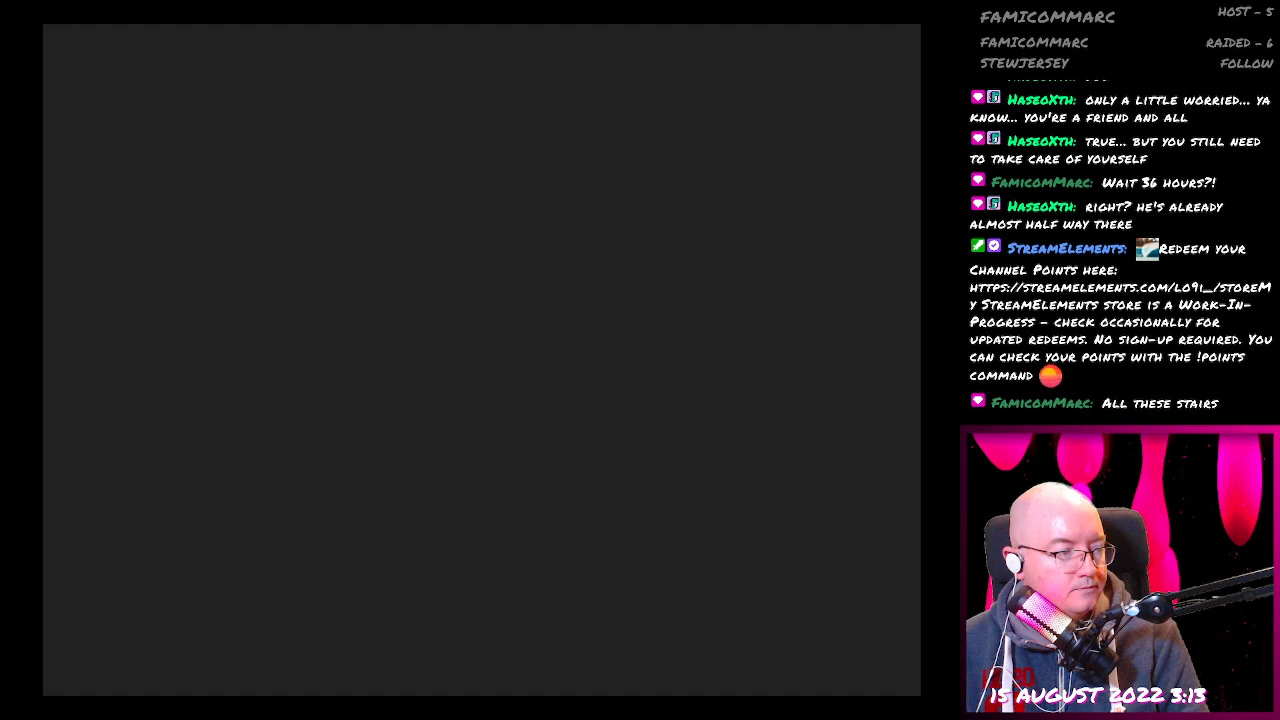 FAMICOMMARC HOST - 5
FAMICOMMARC RAIDED - 6
STEWJERSEY FOLLOW
HaseoXth: only a little worried... ya
know... you're a friend and all
HaseoXth: true... but you still need
to take care of yourself
FamicomMarc: Wait 36 hours?!
HaseoXth: right? he's already
almost half way there
StreamElements: Redeem your
Channel Points here:
https://streamelements.com/lo9i_/storeM
y StreamElements store is a Work-In-
Progress - check occasionally for
updated redeems. No sign-up required. You
can check your points with the !points
command
FamicomMarc: All these stairs
15 AUGUST 2022 3:13